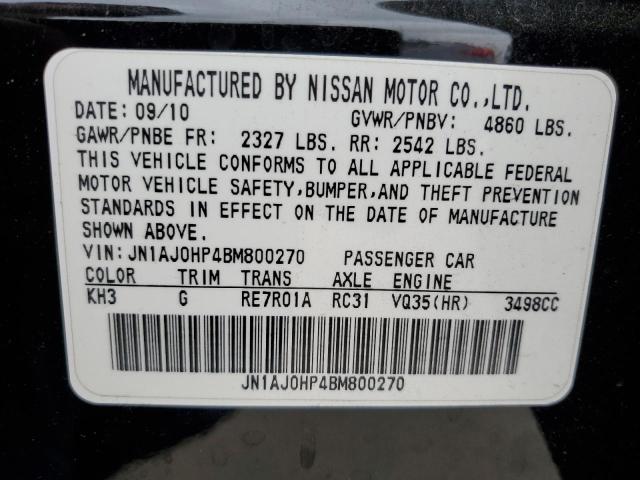 MANUFACTURED BY NISSAN MOTOR CO.,LTD.
DATE: 09/10 GVWR/PNBV: 4860 LBS.
GAWR/PNBE FR: 2327 LBS. RR: 2542 LBS.
THIS VEHICLE CONFORMS TO ALL APPLICABLE FEDERAL
MOTOR VEHICLE SAFETY,BUMPER,AND THEFT PREVENTION
STANDARDS IN EFFECT ON THE DATE OF MANUFACTURE
SHOWN ABOVE.
VIN:JN1AJ0HP4BM800270 PASSENGER CAR
COLOR TRIM TRANS AXLE ENGINE
KH3 G RE7R01A RC31 VQ35(HR) 3498CC
JN1AJ0HP4BM800270